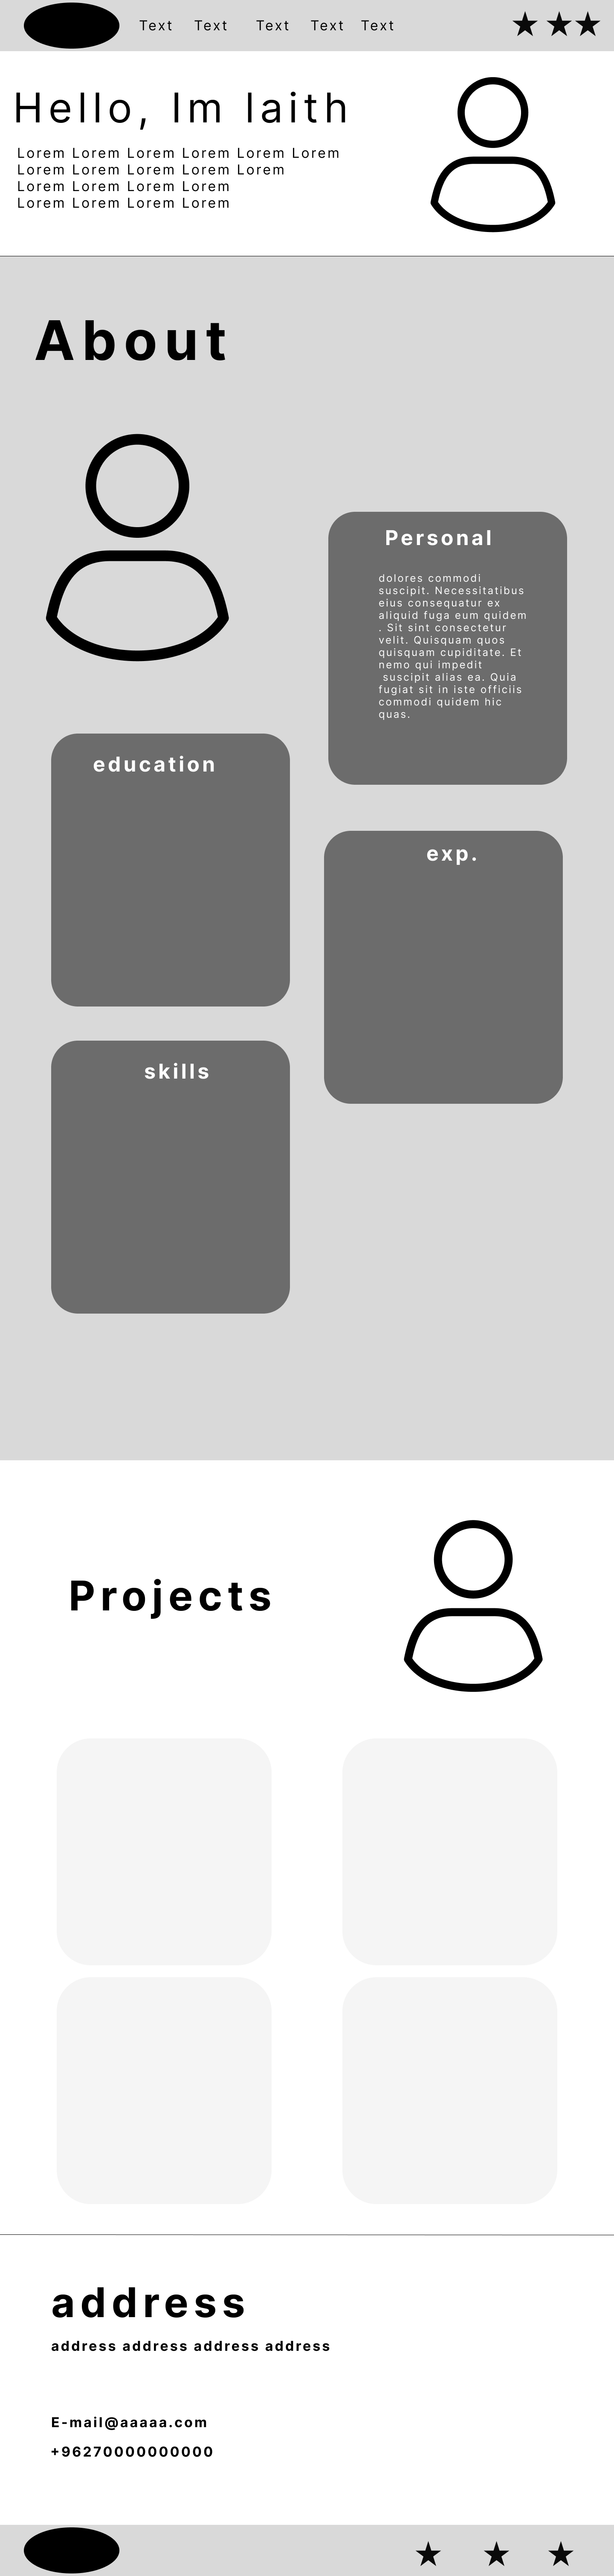 Text Text Text Text Text
Hello, Im laith
Lorem Lorem Lorem Lorem Lorem Lorem
Lorem Lorem Lorem Lorem Lorem
Lorem Lorem Lorem Lorem
Lorem Lorem Lorem Lorem
About
Personal
dolores commodi
suscipit. Necessitatibus
eius consequatur ex
aliquid fuga eum quidem
. Sit sint consectetur
velit. Quisquam quos
quisquam cupiditate. Et
nemo qui impedit
suscipit alias ea. Quia
fugiat sit in iste officiis
commodi quidem hic
quas.
education
exp.
skills
Projects
address
address address address address
E-mail@aaaaa.com
+96270000000000